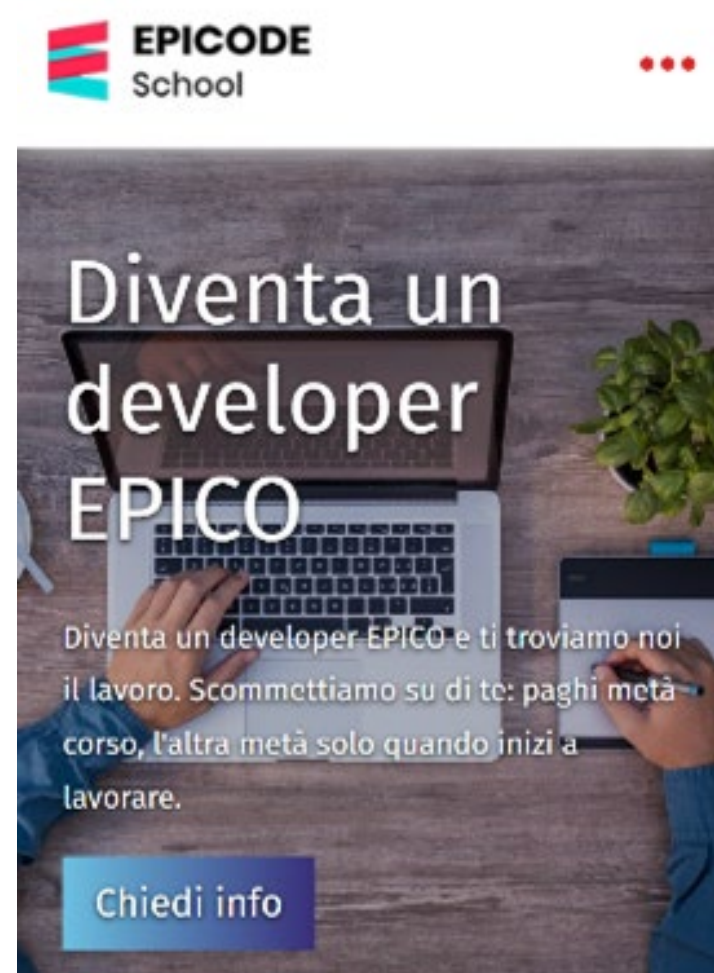 EPICODE
School
Diventa un
developer
EPICO
Diventa un developer EPICO e ti troviamo noi
il lavoro. Scommettiamo su di te: paghi metà
corso, l'altra metà solo quando inizi a
lavorare.
Chiedi info